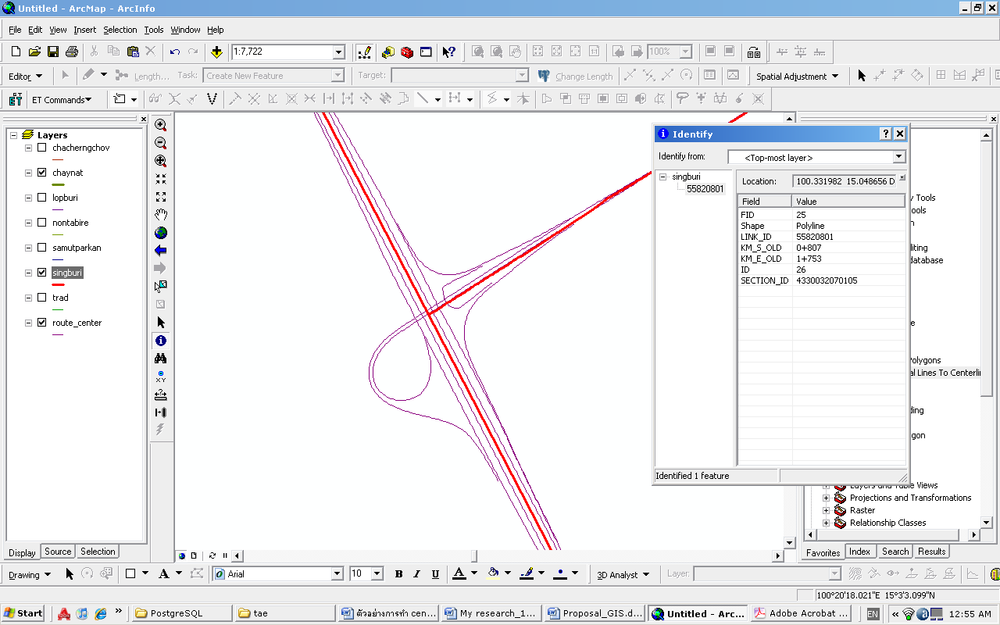 Untitled - ArcMap - ArcInfo
File Edit View Insert Selection Tools Window Help
1:7,722 100%
Editor Length... Task: Create New Feature Target: Change Length Spatial Adjustment
ET ET Commands
Layers
chacherngchov
chaynat
lopburi
nontabire
samutparkan
singburi
trad
route_center
XY
Identify
Identify from: <Top-most layer>
singburi
55820801
Location: 100.331982 15.048656 D
Field Value
FID 25
Shape Polyline
LINK_ID 55820801
KM_S_OLD 0+807
KM_E_OLD 1+753
ID 26
SECTION_ID 4330032070105
Identified 1 feature
Tools
database
Polygons
al Lines To Centerli
Layers and Table Views
Projections and Transformations
Raster
Relationship Classes
Display Source Selection
Favorites Index Search Results
Drawing A Arial 10 B I U A 3D Analyst Layer:
100°20'18.021"E 15°3'3.099"N
Start » PostgreSQL tae ตัวอย่างการทำ cen... My research_1... Proposal_GIS.d... Untitled - Arc... Adobe Acrobat ... EN « 12:55 AM